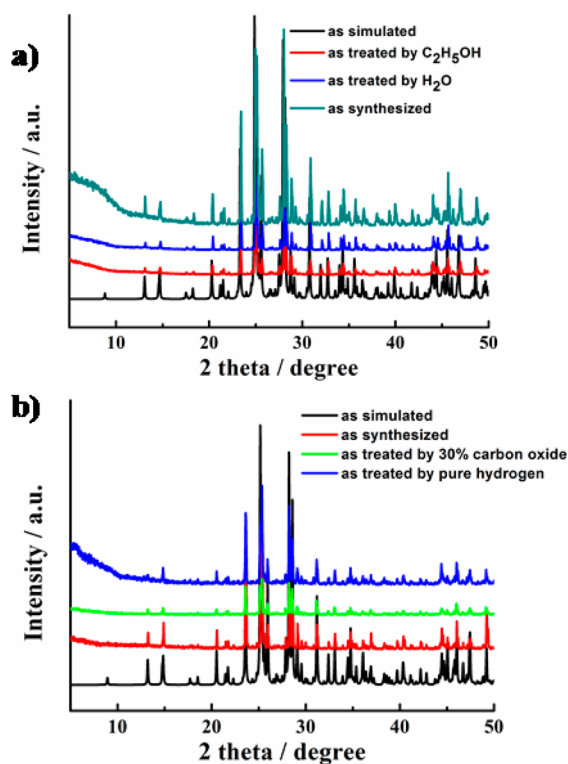 a)
as simulated
as treated by C₂H₅OH
as treated by H₂O
as synthesized
Intensity / a.u.
10 20 30 40 50
2 theta / degree
b)
as simulated
as synthesized
as treated by 30% carbon oxide
as treated by pure hydrogen
Intensity / a.u.
10 20 30 40 50
2 theta / degree